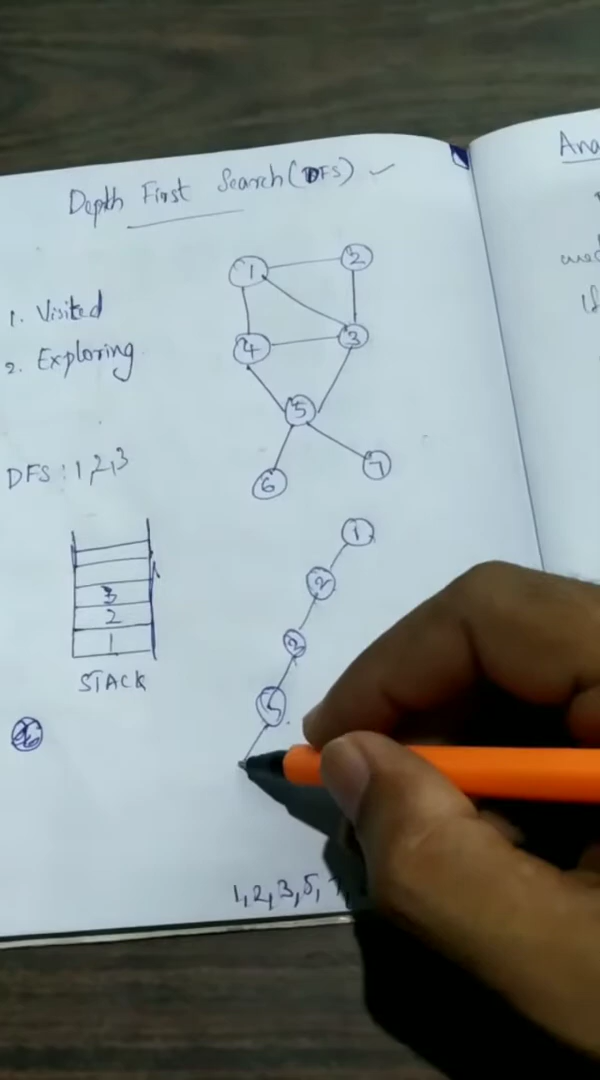 Depth First Search (DFS) ✓
Ana
1. Visited
2. Exploring
1 2
4 3
5
6 7
DFS : 1,2,3
1
2
3
5
3
2
1
STACK
1,2,3,5,